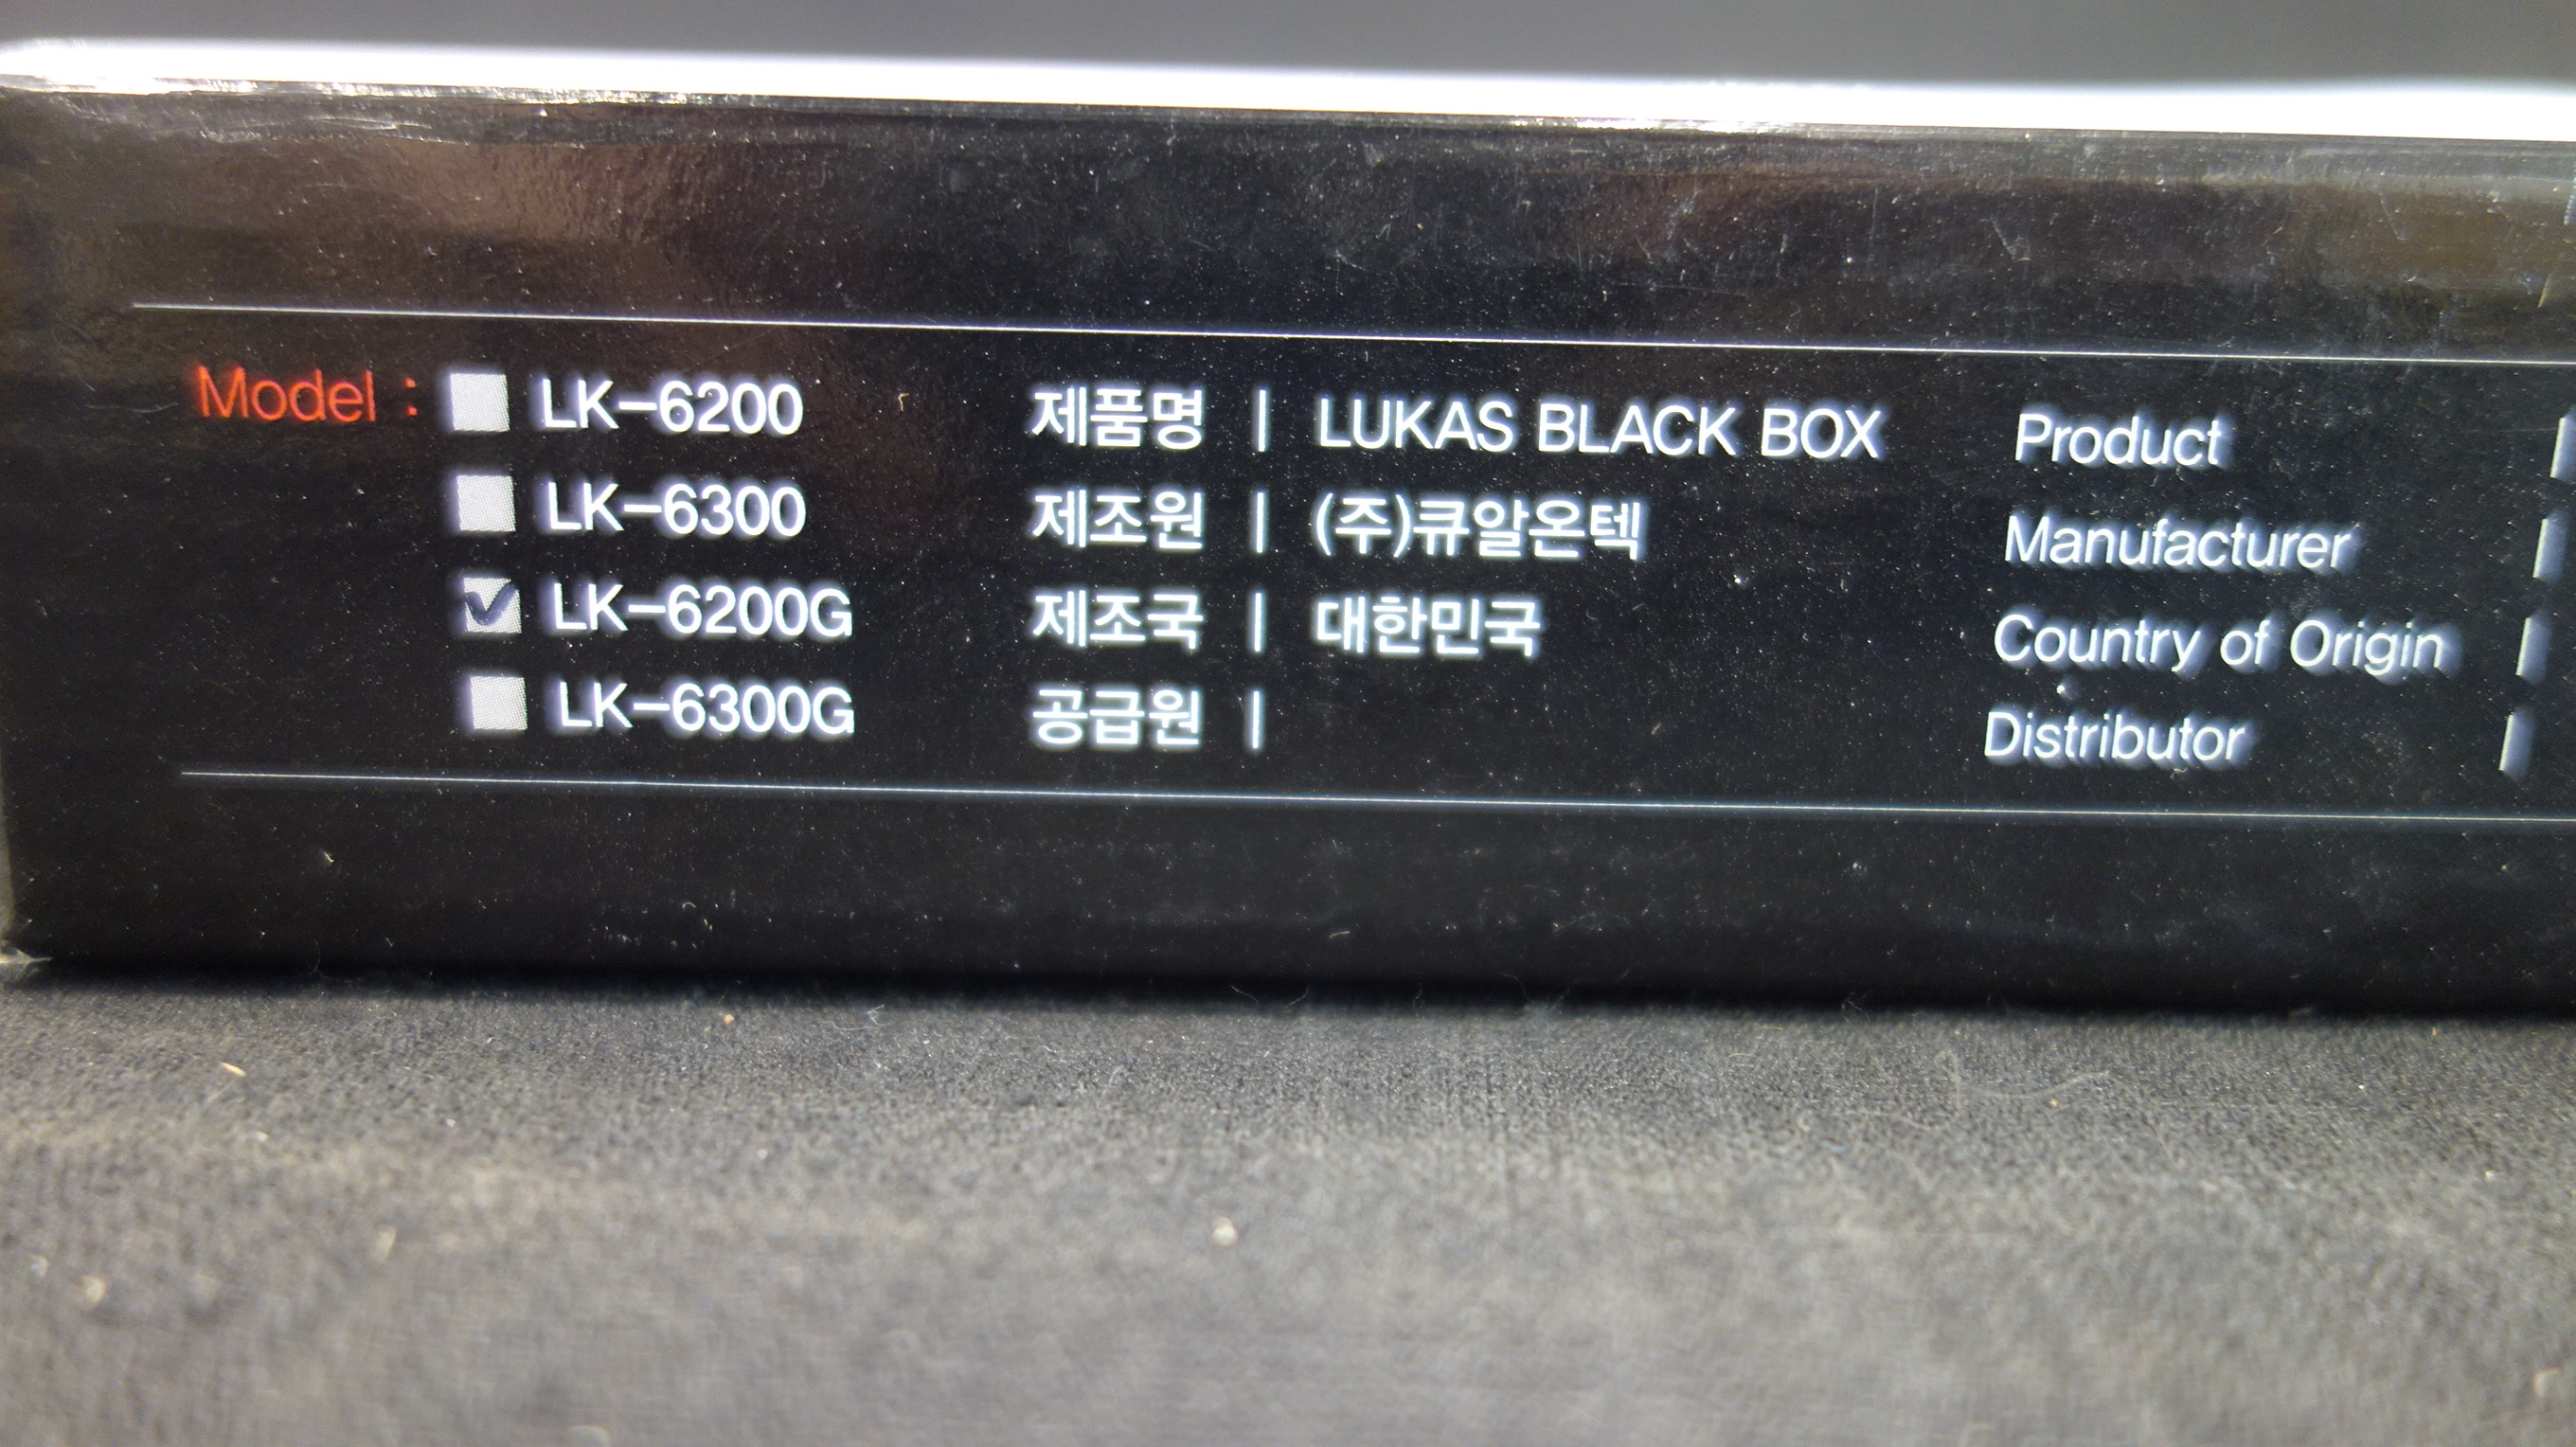 Model : LK-6200 제품명 | LUKAS BLACK BOX Product |
LK-6300 제조원 | (주)큐알온텍 Manufacturer |
LK-6200G 제조국 | 대한민국 Country of Origin |
LK-6300G 공급원 | Distributor |